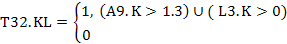 T32.KL = {1, (A9.K > 1.3) ∪ ( L3.K > 0)
0